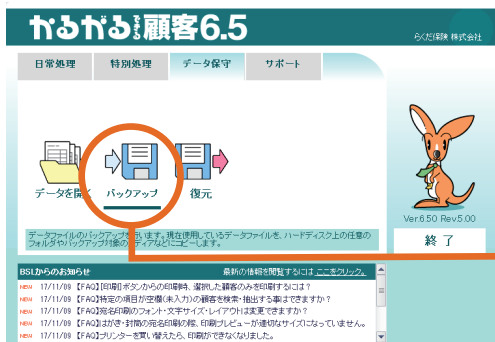 かるがるできる顧客6.5
らくだ保険 株式会社
日常処理 特別処理 データ保守 サポート
データを開く バックアップ 復元
Ver.6.50 Rev5.00
データファイルのバックアップを行います。現在使用しているデータファイルを、ハードディスク上の任意の
フォルダやバックアップ対象のメディアなどにコピーします。
終了
BSLからのお知らせ 最新の情報を閲覧するには ここをクリック。
NEW 17/11/09 【FAQ】[印刷]ボタンからの印刷時、選択した顧客のみを印刷するには？
NEW 17/11/09 【FAQ】特定の項目が空欄(未入力)の顧客を検索・抽出する事はできますか？
NEW 17/11/09 【FAQ】宛名印刷のフォント・文字サイズ・レイアウトは変更できますか？
NEW 17/11/09 【FAQ】はがき・封筒の宛名印刷の際、印刷プレビューが適切なサイズになっていません。
NEW 17/11/09 【FAQ】プリンターを買い替えたら、印刷ができなくなりました。